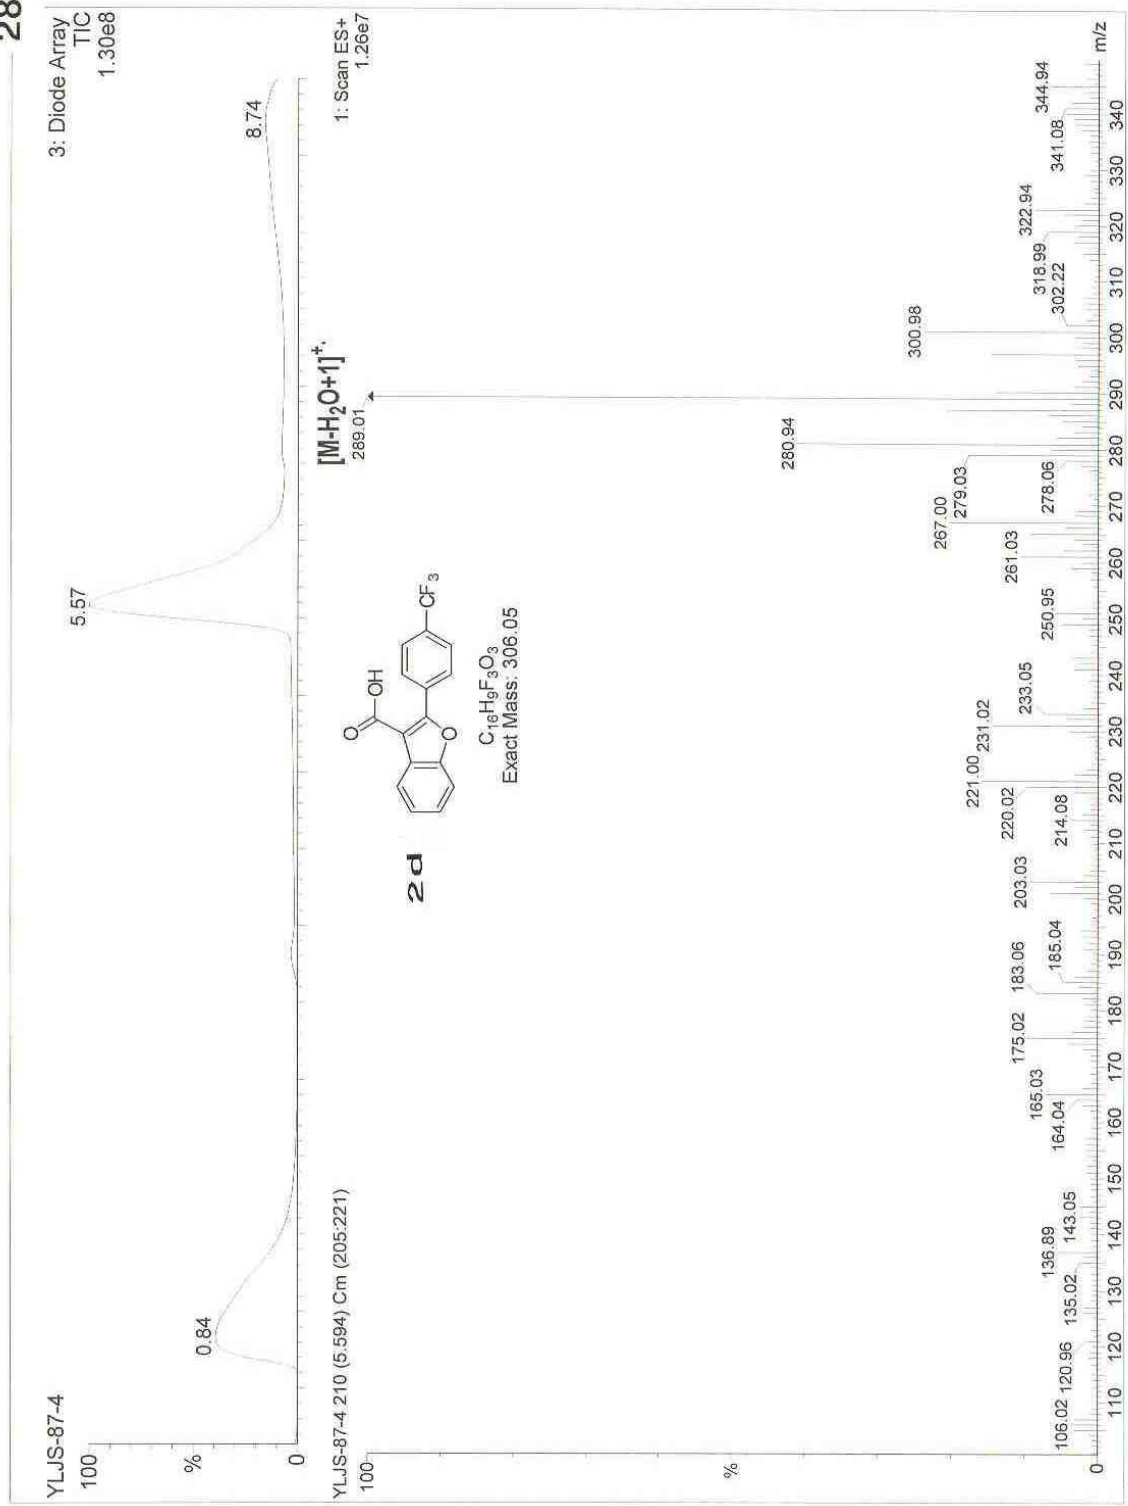 28
YLJS-87-4
3: Diode Array
TIC
1.30e8
100
%
0
0.84
5.57
8.74
YLJS-87-4 210 (5.594) Cm (205:221)
1: Scan ES+
1.26e7
[M-H₂O+1]⁺·
289.01
100
%
0
2d
O
OH
O
CF₃
C₁₆H₉F₃O₃
Exact Mass: 306.05
106.02
120.96
135.02
136.89
143.05
164.04
165.03
175.02
183.06
185.04
203.03
214.08
220.02
221.00
231.02
233.05
250.95
261.03
267.00
279.03
278.06
280.94
300.98
302.22
318.99
322.94
341.08
344.94
110 120 130 140 150 160 170 180 190 200 210 220 230 240 250 260 270 280 290 300 310 320 330 340
m/z